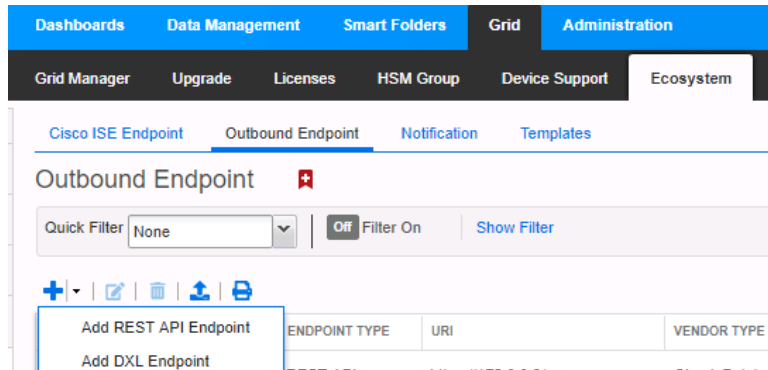 Dashboards Data Management Smart Folders Grid Administration
Grid Manager Upgrade Licenses HSM Group Device Support Ecosystem
Cisco ISE Endpoint Outbound Endpoint Notification Templates
Outbound Endpoint
Quick Filter None Off Filter On Show Filter
Add REST API Endpoint
ENDPOINT TYPE URI VENDOR TYPE
Add DXL Endpoint